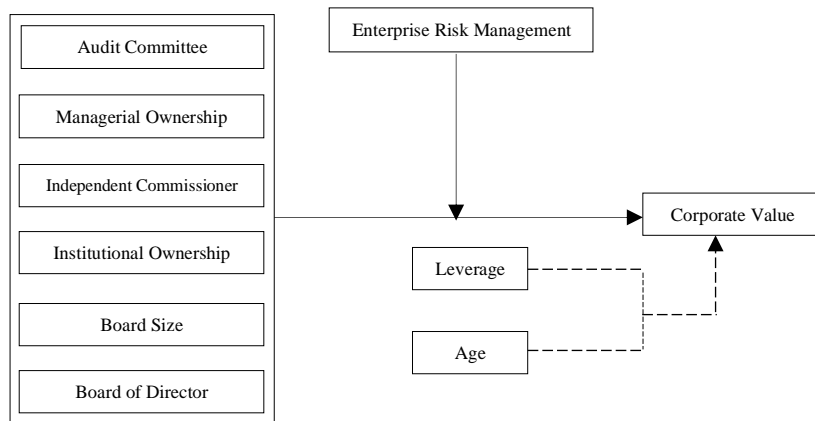 Audit Committee
Managerial Ownership
Independent Commissioner
Institutional Ownership
Board Size
Board of Director
Enterprise Risk Management
Corporate Value
Leverage
Age